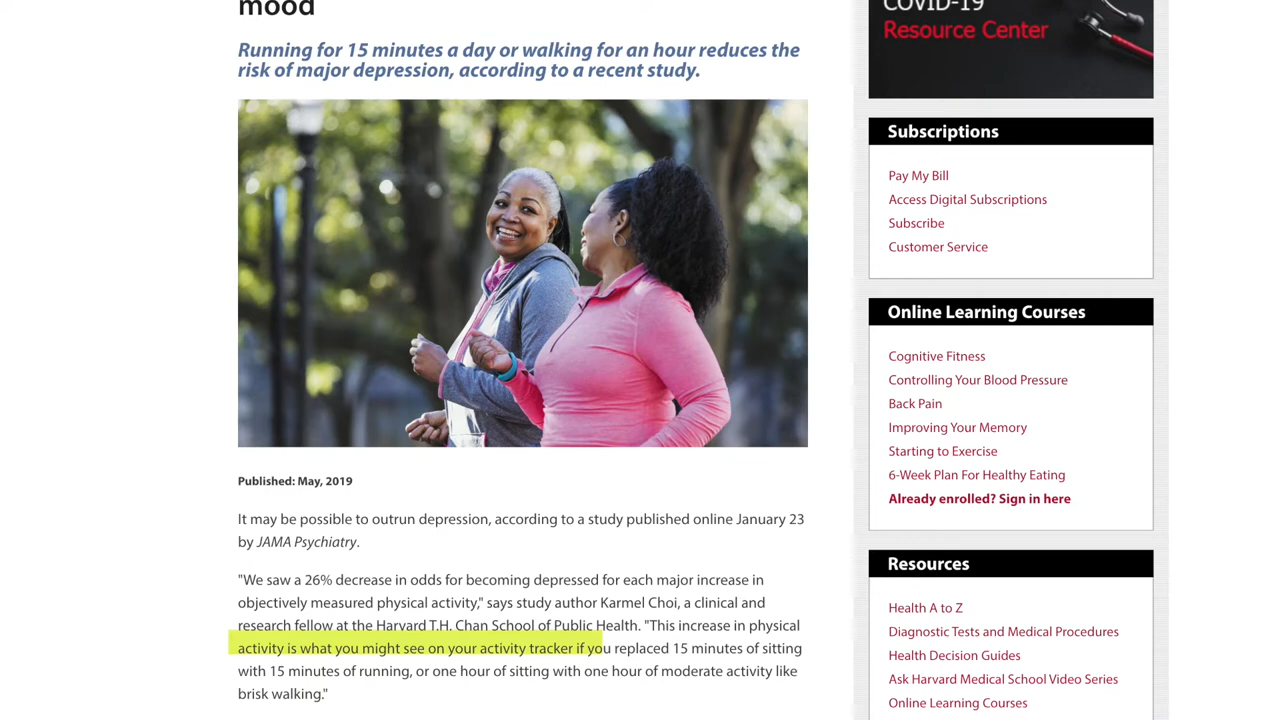 mood
Running for 15 minutes a day or walking for an hour reduces the
risk of major depression, according to a recent study.
Published: May, 2019
It may be possible to outrun depression, according to a study published online January 23
by JAMA Psychiatry.
"We saw a 26% decrease in odds for becoming depressed for each major increase in
objectively measured physical activity," says study author Karmel Choi, a clinical and
research fellow at the Harvard T.H. Chan School of Public Health. "This increase in physical
activity is what you might see on your activity tracker if you replaced 15 minutes of sitting
with 15 minutes of running, or one hour of sitting with one hour of moderate activity like
brisk walking."
COVID-19
Resource Center
Subscriptions
Pay My Bill
Access Digital Subscriptions
Subscribe
Customer Service
Online Learning Courses
Cognitive Fitness
Controlling Your Blood Pressure
Back Pain
Improving Your Memory
Starting to Exercise
6-Week Plan For Healthy Eating
Already enrolled? Sign in here
Resources
Health A to Z
Diagnostic Tests and Medical Procedures
Health Decision Guides
Ask Harvard Medical School Video Series
Online Learning Courses